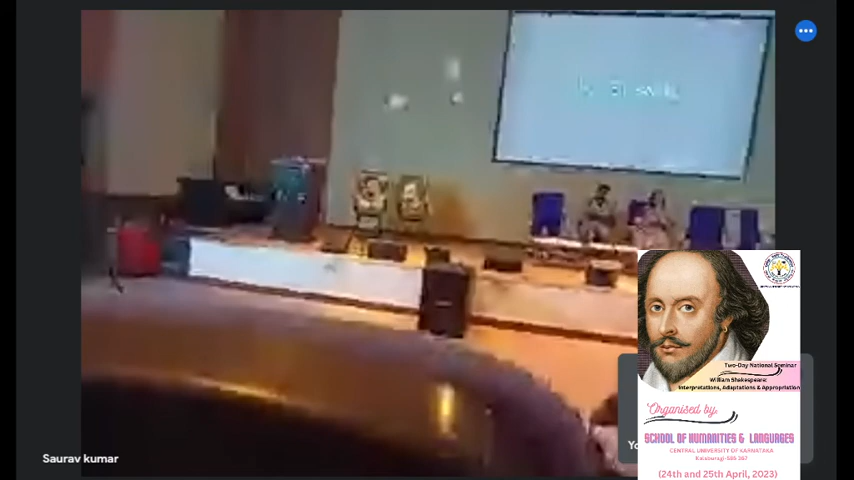 Two-Day National Seminar
William Shakespeare:
Interpretations, Adaptations & Appropriation
Organised by,
SCHOOL OF HUMANITIES & LANGUAGES
CENTRAL UNIVERSITY OF KARNATAKA
(24th and 25th April, 2023)
Saurav kumar